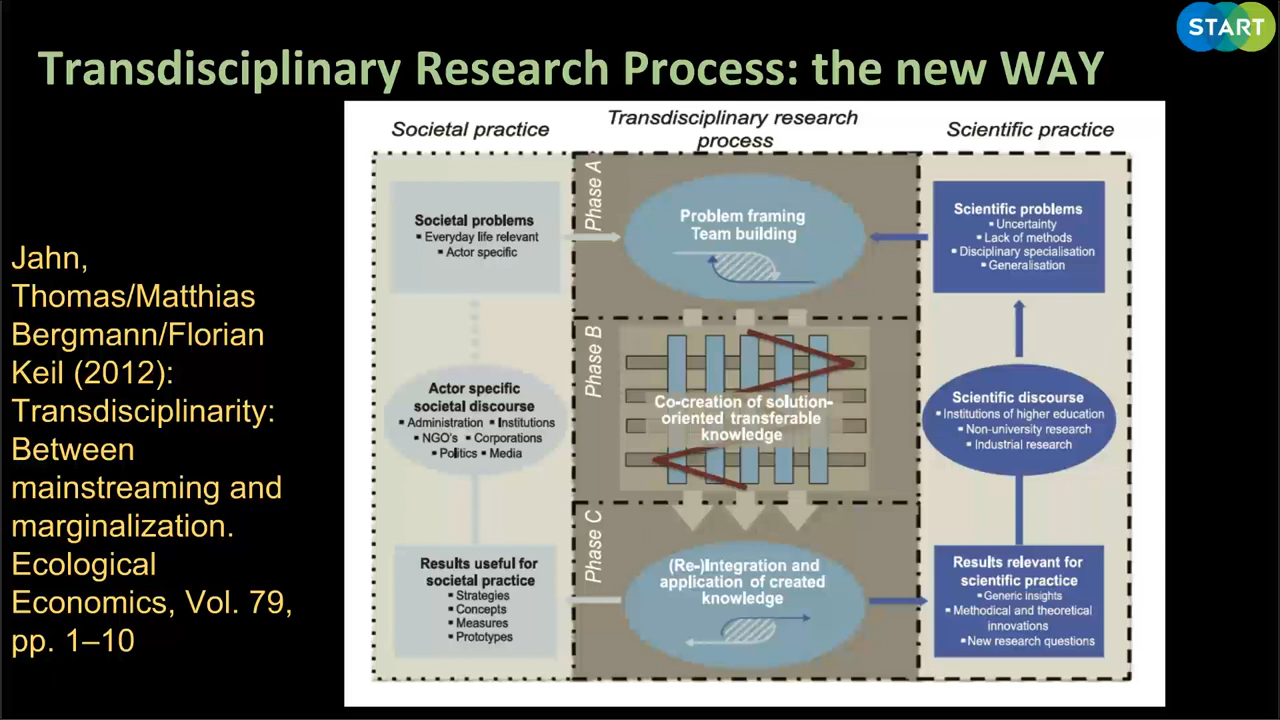 START
Transdisciplinary Research Process: the new WAY
Jahn,
Thomas/Matthias
Bergmann/Florian
Keil (2012):
Transdisciplinarity:
Between
mainstreaming and
marginalization.
Ecological
Economics, Vol. 79,
pp. 1–10
Societal practice
Transdisciplinary research
process
Scientific practice
Phase A
Societal problems
▪ Everyday life relevant
▪ Actor specific
Problem framing
Team building
Scientific problems
▪ Uncertainty
▪ Lack of methods
▪ Disciplinary specialisation
▪ Generalisation
Phase B
Actor specific
societal discourse
▪ Administration ▪ Institutions
▪ NGO's ▪ Corporations
▪ Politics ▪ Media
Co-creation of solution-
oriented transferable
knowledge
Scientific discourse
▪ Institutions of higher education
▪ Non-university research
▪ Industrial research
Phase C
Results useful for
societal practice
▪ Strategies
▪ Concepts
▪ Measures
▪ Prototypes
(Re-)Integration and
application of created
knowledge
Results relevant for
scientific practice
▪ Generic insights
▪ Methodical and theoretical
innovations
▪ New research questions